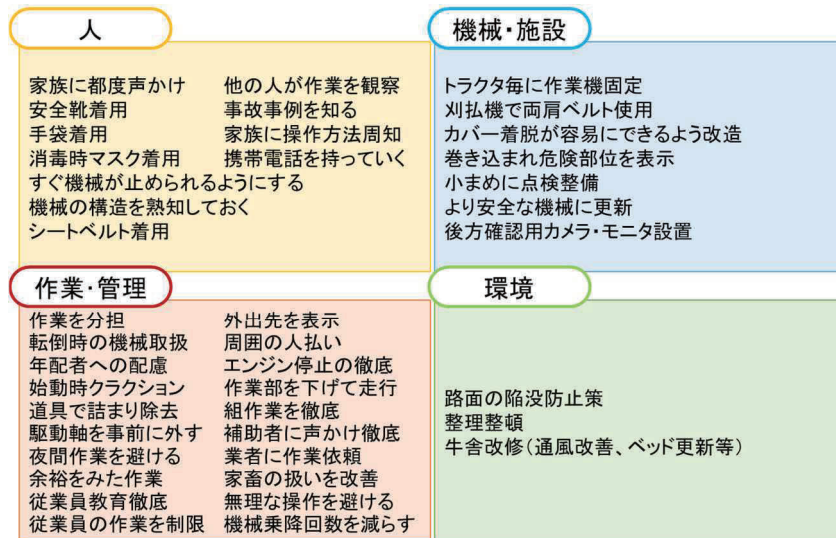 人
家族に都度声かけ 他の人が作業を観察
安全靴着用 事故事例を知る
手袋着用 家族に操作方法周知
消毒時マスク着用 携帯電話を持っていく
すぐ機械が止められるようにする
機械の構造を熟知しておく
シートベルト着用
機械・施設
トラクタ毎に作業機固定
刈払機で両肩ベルト使用
カバー着脱が容易にできるよう改造
巻き込まれ危険部位を表示
小まめに点検整備
より安全な機械に更新
後方確認用カメラ・モニタ設置
作業・管理
作業を分担 外出先を表示
転倒時の機械取扱 周囲の人払い
年配者への配慮 エンジン停止の徹底
始動時クラクション 作業部を下げて走行
道具で詰まり除去 組作業を徹底
駆動軸を事前に外す 補助者に声かけ徹底
夜間作業を避ける 業者に作業依頼
余裕をみた作業 家畜の扱いを改善
従業員教育徹底 無理な操作を避ける
従業員の作業を制限 機械乗降回数を減らす
環境
路面の陥没防止策
整理整頓
牛舎改修(通風改善、ベッド更新等)